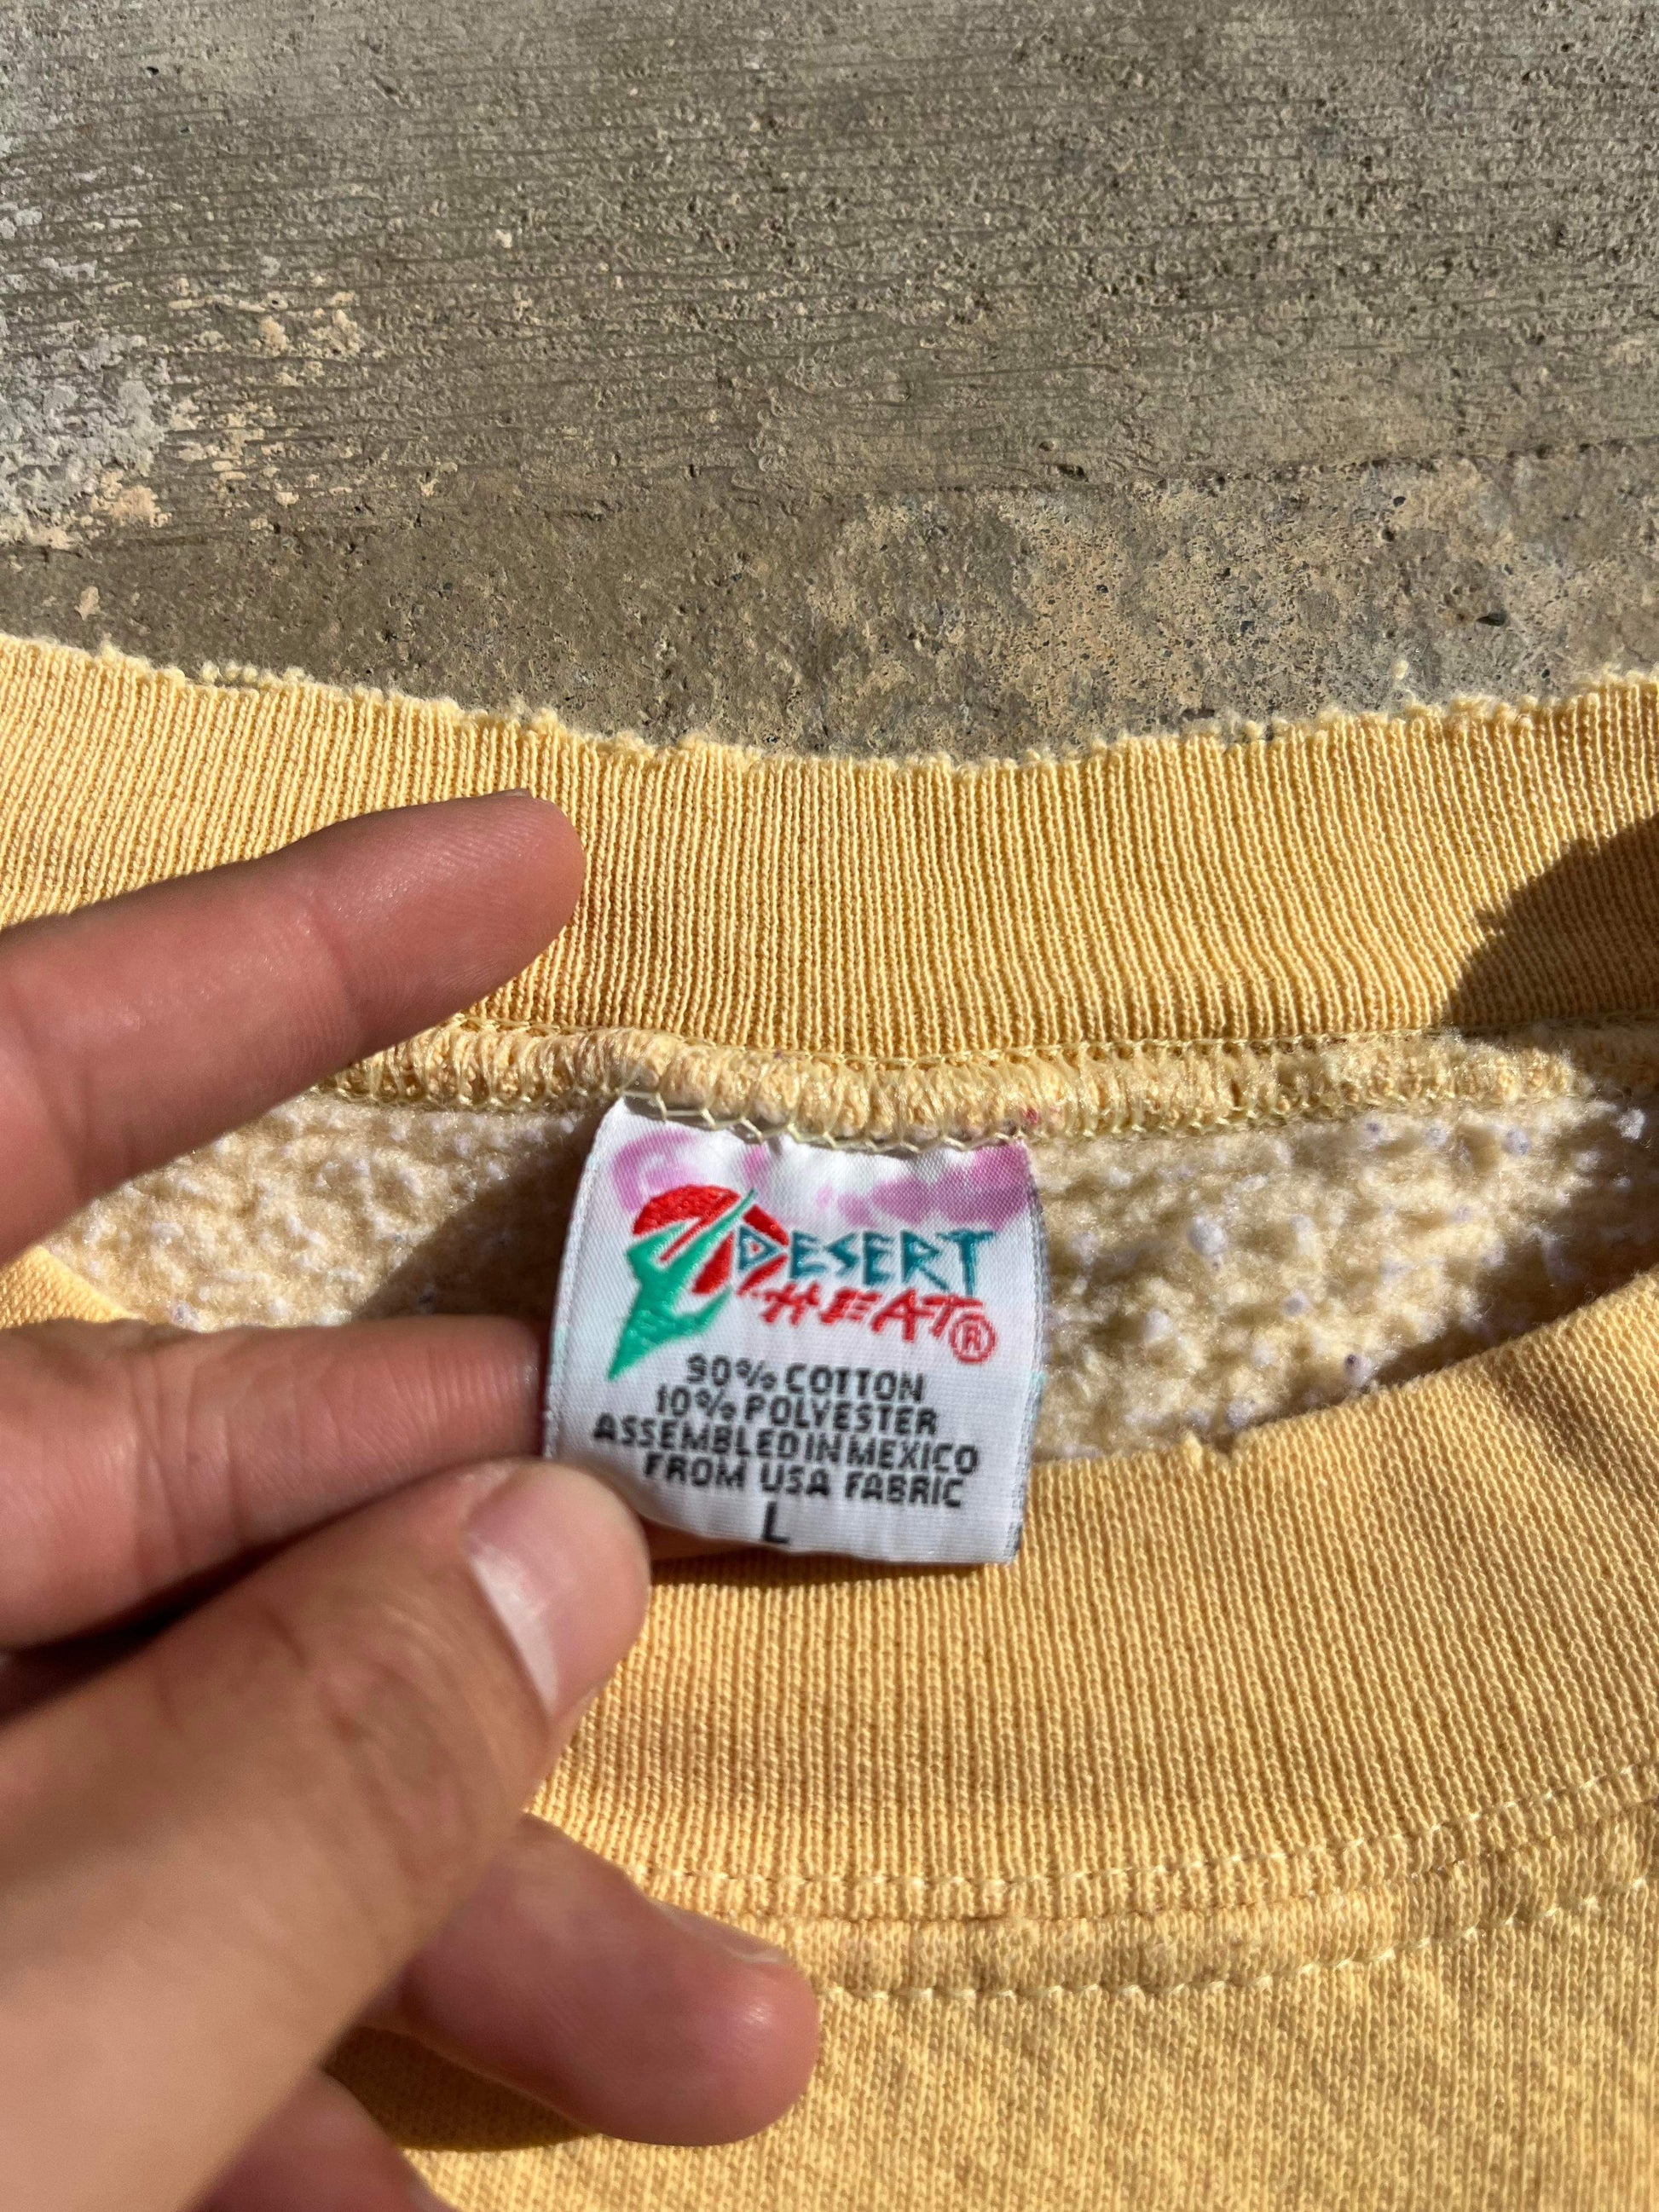 DESERT
HEAT®
90% COTTON
10% POLYESTER
ASSEMBLED IN MEXICO
FROM USA FABRIC
L